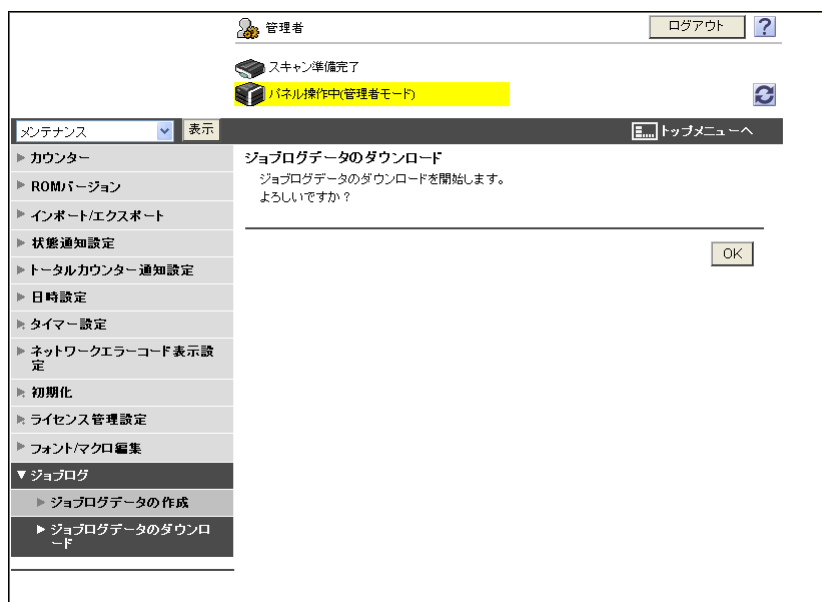 管理者
ログアウト
?
スキャン準備完了
パネル操作中(管理者モード)
メンテナンス
表示
トップメニューへ
カウンター
ROMバージョン
インポート/エクスポート
状態通知設定
トータルカウンター通知設定
日時設定
タイマー設定
ネットワークエラーコード表示設
定
初期化
ライセンス管理設定
フォント/マクロ編集
ジョブログ
ジョブログデータの作成
ジョブログデータのダウンロ
ード
ジョブログデータのダウンロード
ジョブログデータのダウンロードを開始します。
よろしいですか？
OK